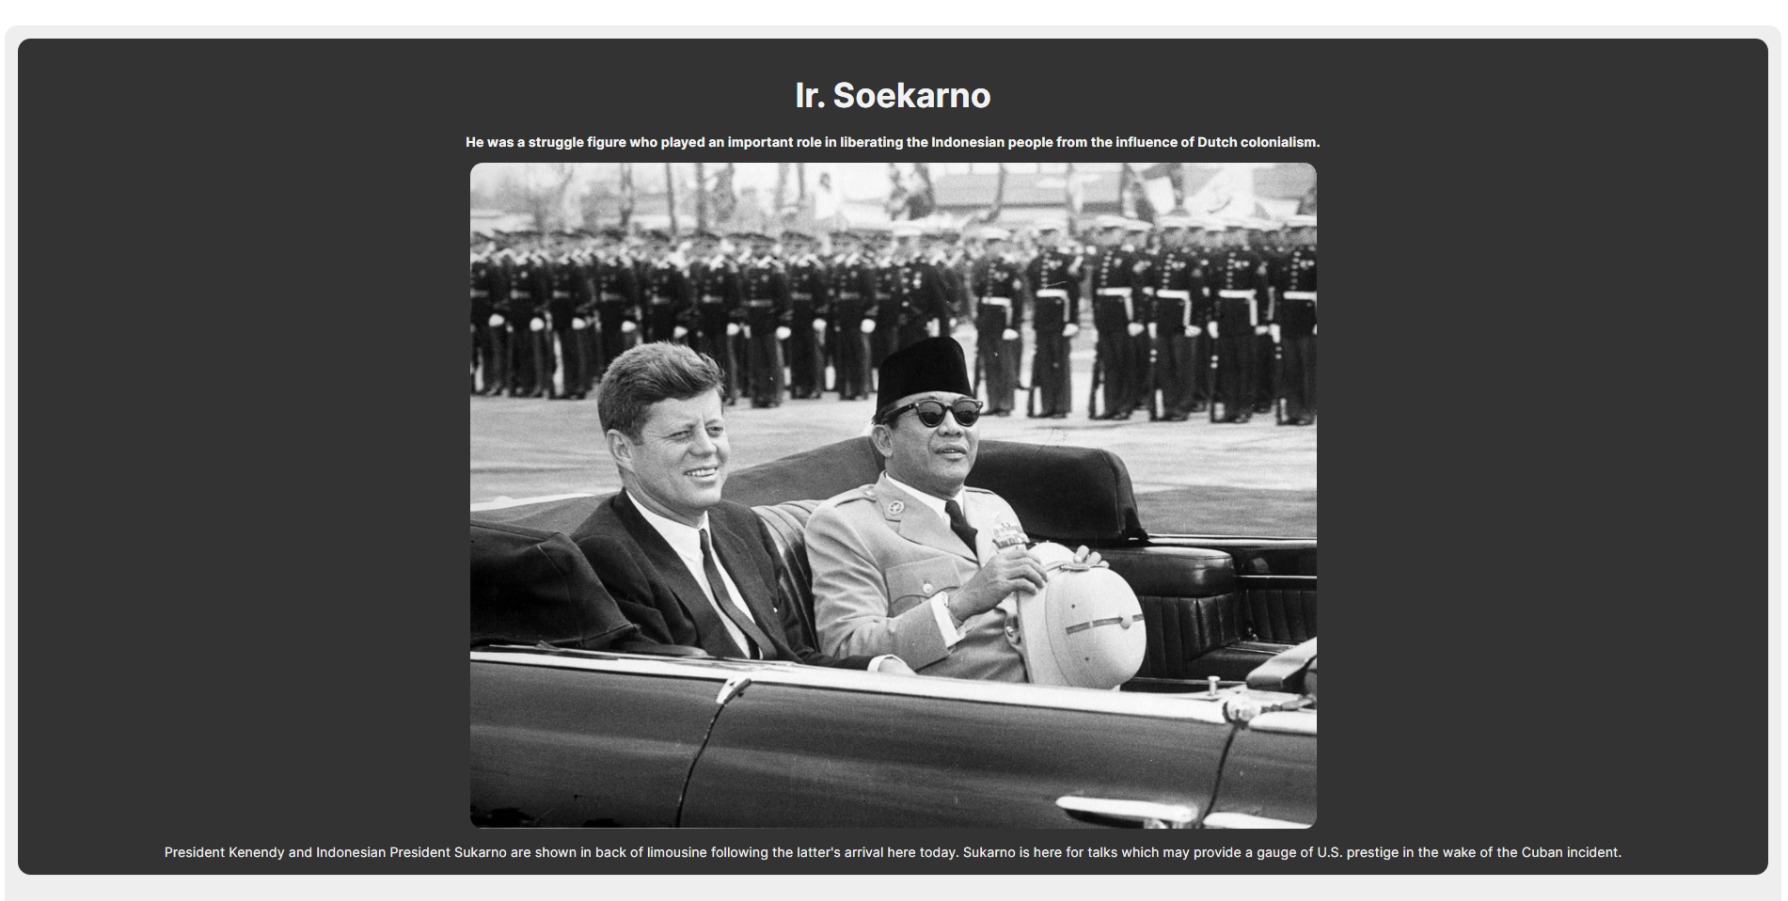 Ir. Soekarno
He was a struggle figure who played an important role in liberating the Indonesian people from the influence of Dutch colonialism.
President Kenendy and Indonesian President Sukarno are shown in back of limousine following the latter's arrival here today. Sukarno is here for talks which may provide a gauge of U.S. prestige in the wake of the Cuban incident.